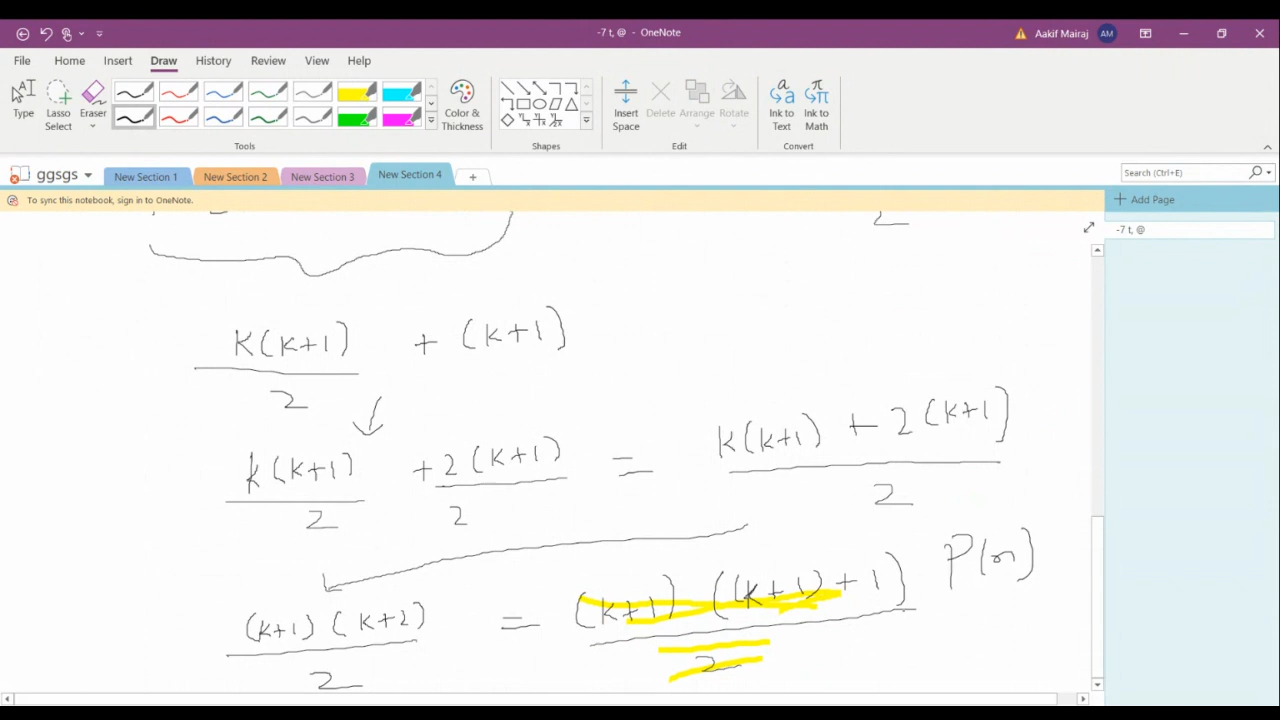 -7 t, @ - OneNote
Aakif Mairaj AM
File Home Insert Draw History Review View Help
Type
Lasso Select
Eraser
Color & Thickness
Insert Space
Delete
Arrange
Rotate
Ink to Text
Ink to Math
Tools Shapes Edit Convert
ggsgs New Section 1 New Section 2 New Section 3 New Section 4 +
Search (Ctrl+E)
To sync this notebook, sign in to OneNote.
+ Add Page
-7 t, @
2
k(k+1)/2 + (k+1)
k(k+1)/2 + 2(k+1)/2 = k(k+1) + 2(k+1)/2
P(n)
(k+1)(k+2)/2 = (k+1)((k+1)+1)/2